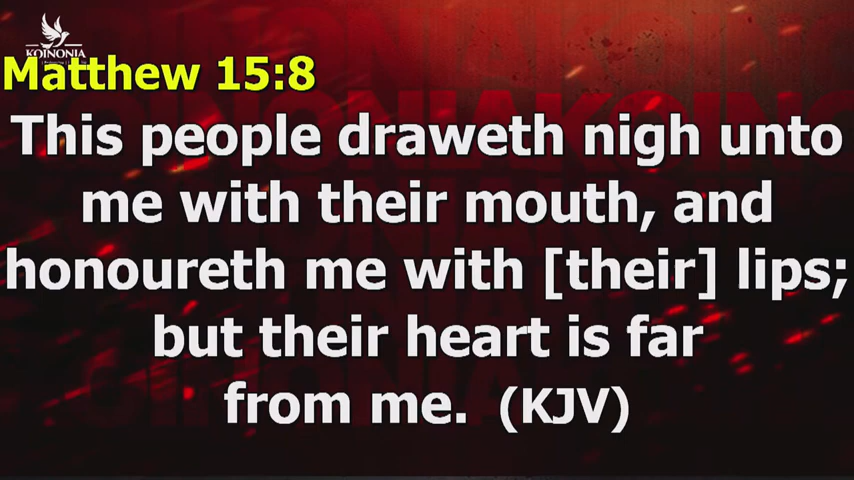 KOINONIA
Matthew 15:8
This people draweth nigh unto
me with their mouth, and
honoureth me with [their] lips;
but their heart is far
from me. (KJV)